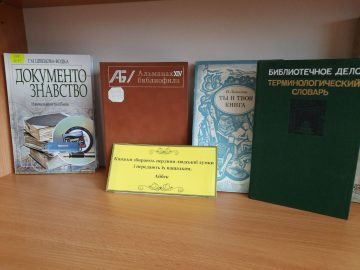 Г.М. ШВЕЦОВА-ВОДКА
ДОКУМЕНТО-
ЗНАВСТВО
АБ/
Альманах XIV
библиофила
ТЫ И ТВОЯ
КНИГА
БИБЛИОТЕЧНОЕ ДЕЛО
ТЕРМИНОЛОГИЧЕСКИЙ
СЛОВАРЬ
Книжки збирають перлини людської думки
і передають їх нащадкам.
Айбек